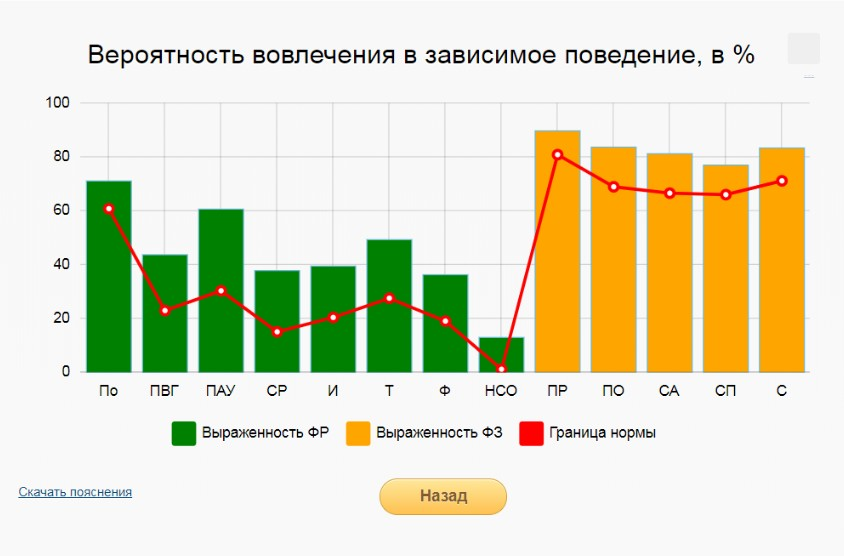 Вероятность вовлечения в зависимое поведение, в %
100
80
60
40
20
0
По ПВГ ПАУ СР И Т Ф НСО ПР ПО СА СП С
Выраженность ФР Выраженность ФЗ Граница нормы
Скачать пояснения
Назад